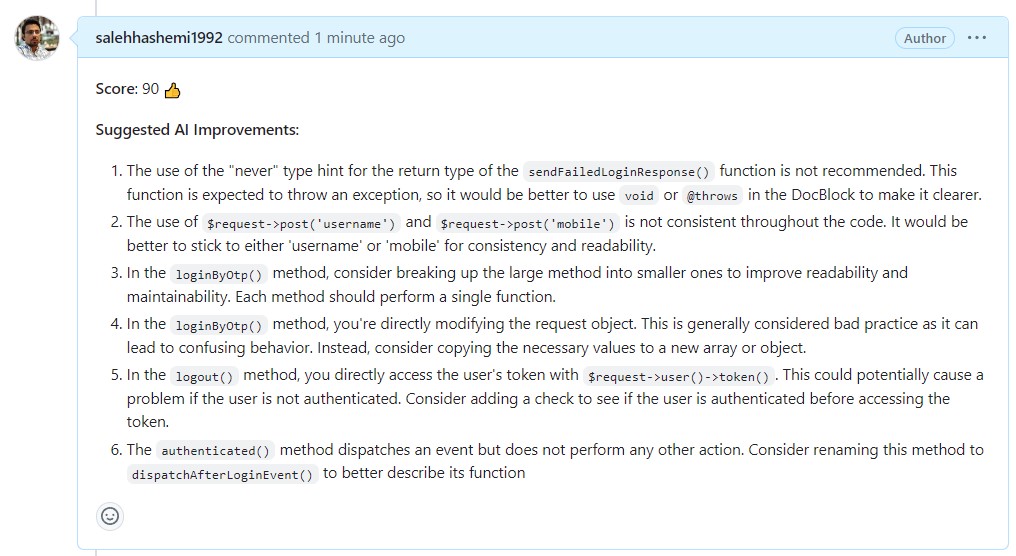 salehhashemi1992 commented 1 minute ago
Author
Score: 90 👍
Suggested AI Improvements:
1. The use of the "never" type hint for the return type of the sendFailedLoginResponse() function is not recommended. This
function is expected to throw an exception, so it would be better to use void or @throws in the DocBlock to make it clearer.
2. The use of $request->post('username') and $request->post('mobile') is not consistent throughout the code. It would be
better to stick to either 'username' or 'mobile' for consistency and readability.
3. In the loginByOtp() method, consider breaking up the large method into smaller ones to improve readability and
maintainability. Each method should perform a single function.
4. In the loginByOtp() method, you're directly modifying the request object. This is generally considered bad practice as it can
lead to confusing behavior. Instead, consider copying the necessary values to a new array or object.
5. In the logout() method, you directly access the user's token with $request->user()->token(). This could potentially cause a
problem if the user is not authenticated. Consider adding a check to see if the user is authenticated before accessing the
token.
6. The authenticated() method dispatches an event but does not perform any other action. Consider renaming this method to
dispatchAfterLoginEvent() to better describe its function